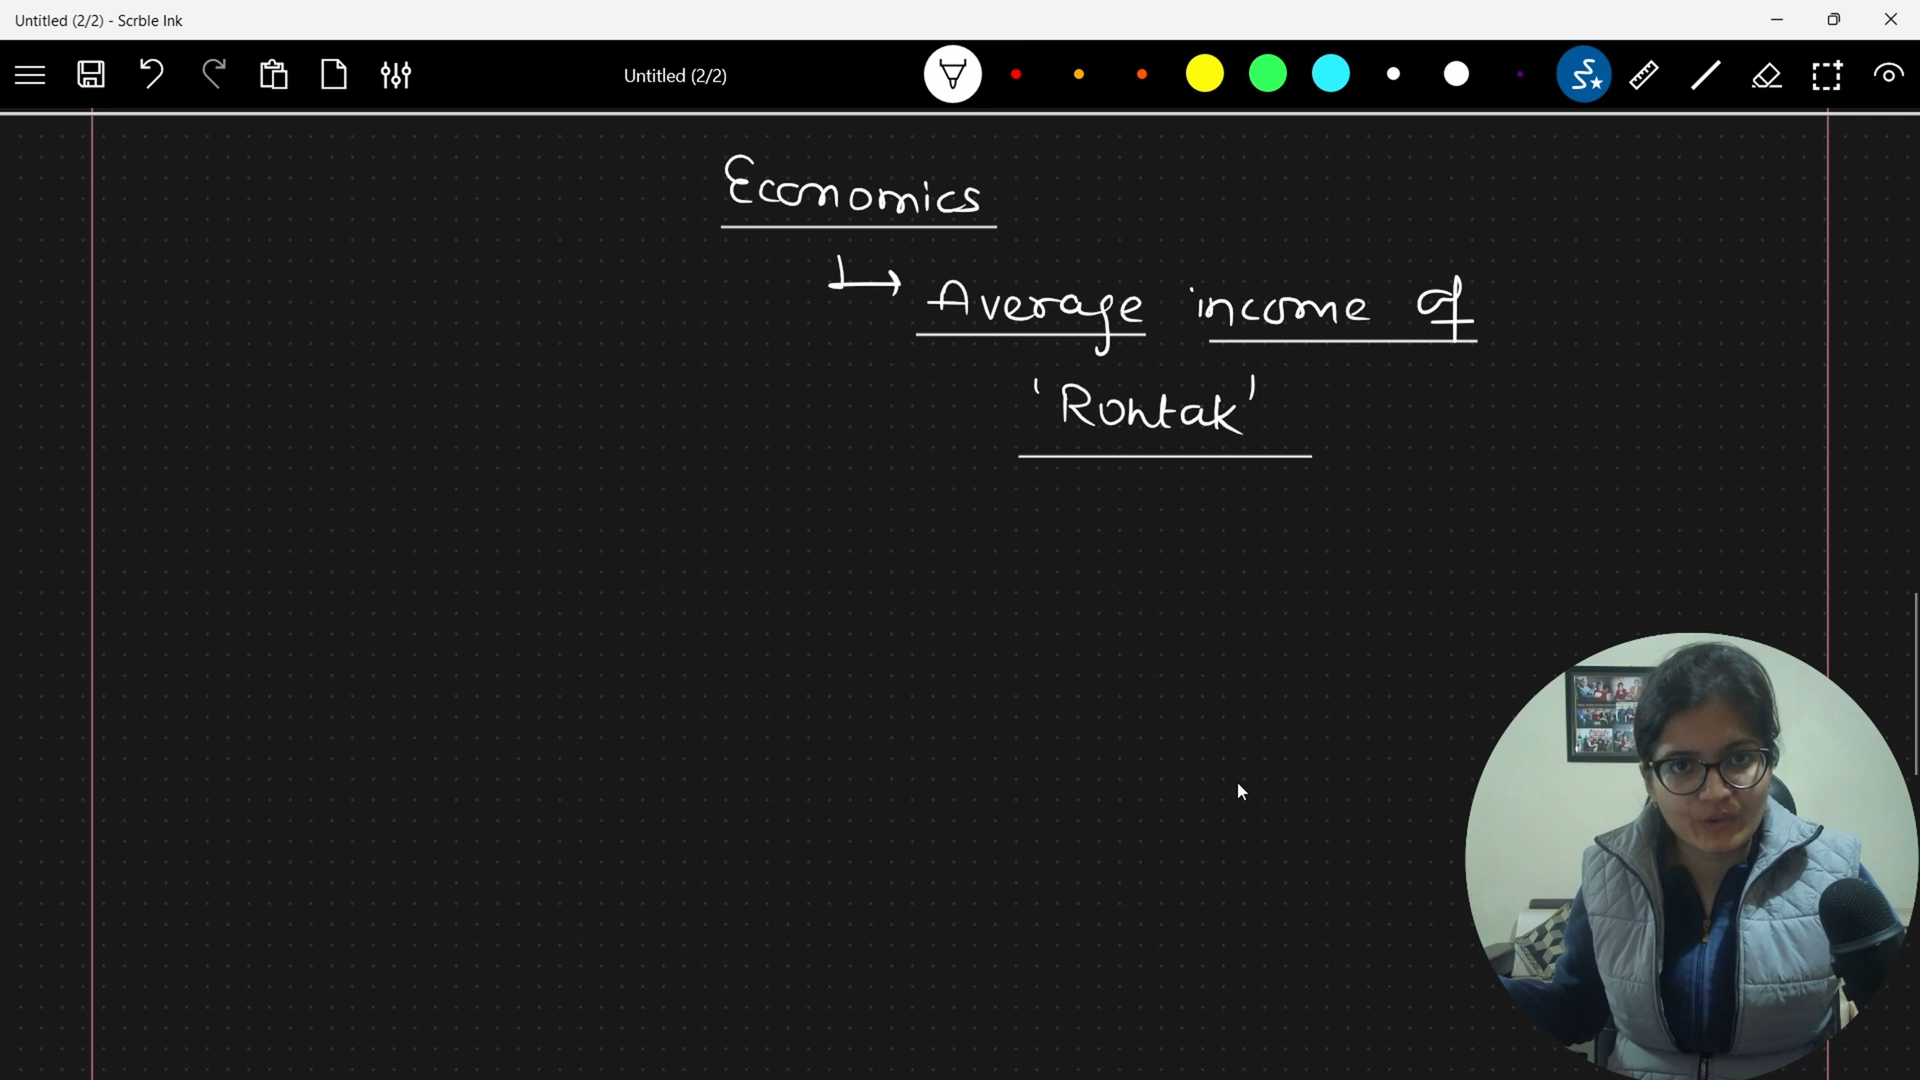 Untitled (2/2) - Scrble Ink
Untitled (2/2)
Economics
↳ Average income of
'Rohtak'